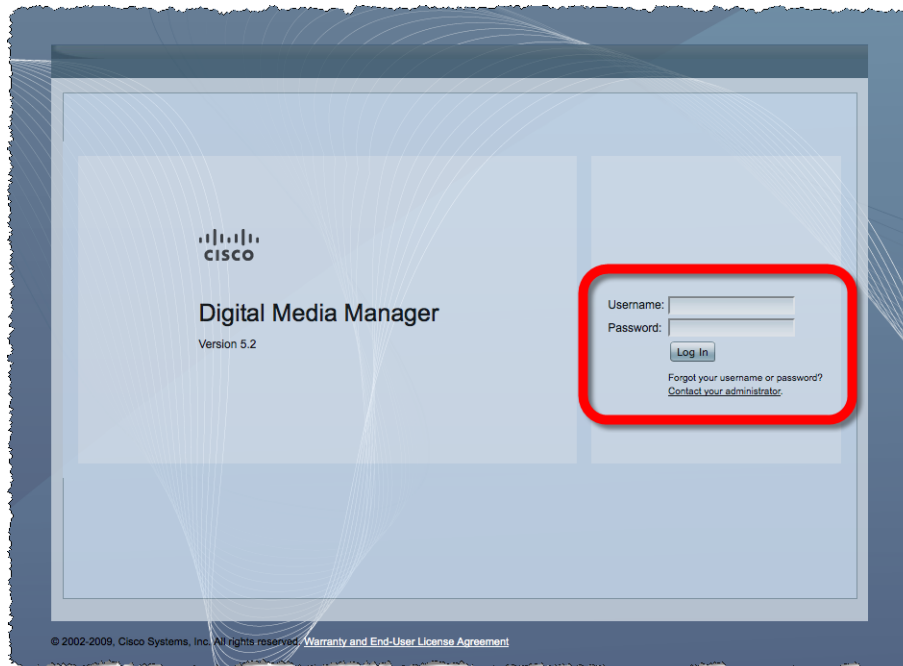 CISCO
Digital Media Manager
Version 5.2
Username:
Password:
Log In
Forgot your username or password?
Contact your administrator.
© 2002-2009, Cisco Systems, Inc. All rights reserved. Warranty and End-User License Agreement